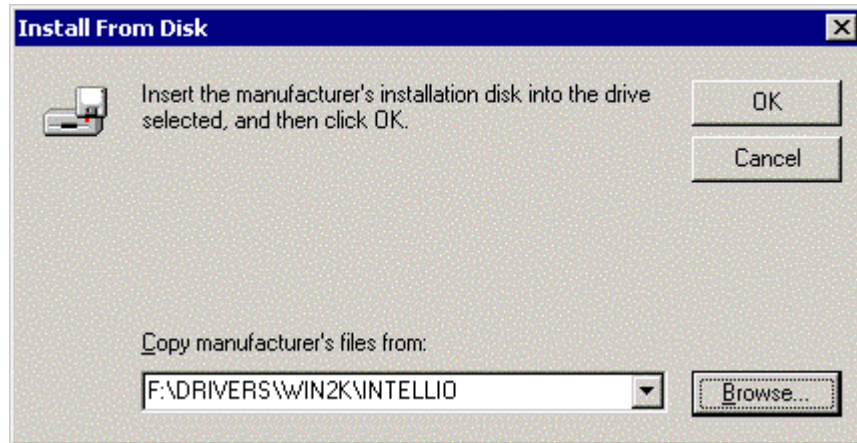 Install From Disk
Insert the manufacturer's installation disk into the drive
selected, and then click OK.
OK
Cancel
Copy manufacturer's files from:
F:\DRIVERS\WIN2K\INTELLIO
Browse...